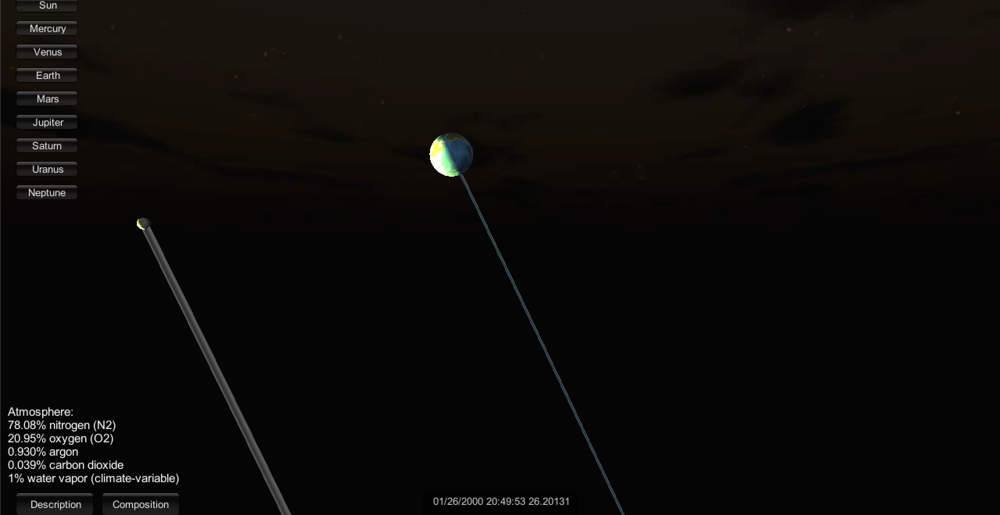 Sun
Mercury
Venus
Earth
Mars
Jupiter
Saturn
Uranus
Neptune
Atmosphere:
78.08% nitrogen (N2)
20.95% oxygen (O2)
0.930% argon
0.039% carbon dioxide
1% water vapor (climate-variable)
Description Composition
01/26/2000 20:49:53 26.20131